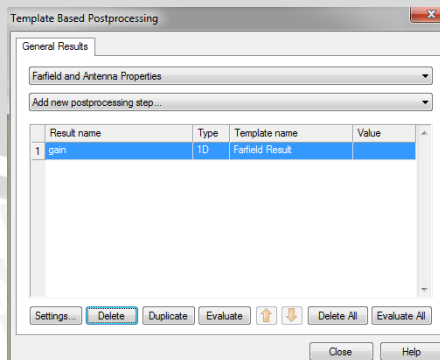 Template Based Postprocessing
General Results
Farfield and Antenna Properties
Add new postprocessing step...
Result name Type Template name Value
1 gain 1D Farfield Result
Settings... Delete Duplicate Evaluate Delete All Evaluate All
Close Help